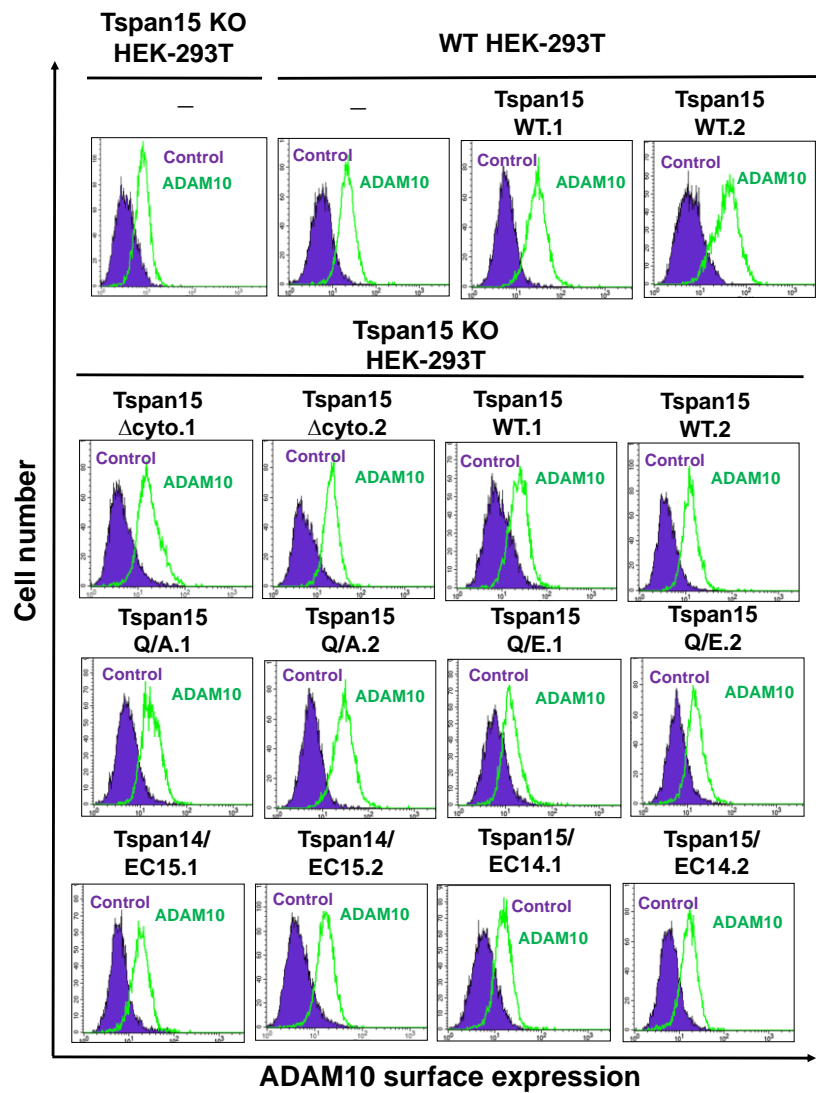 Tspan15 KO
HEK-293T
WT HEK-293T
–
–
Tspan15
WT.1
Tspan15
WT.2
Control
ADAM10
Control
ADAM10
Control
ADAM10
Control
ADAM10
Tspan15 KO
HEK-293T
Tspan15
Δcyto.1
Tspan15
Δcyto.2
Tspan15
WT.1
Tspan15
WT.2
Control
ADAM10
Control
ADAM10
Control
ADAM10
Control
ADAM10
Tspan15
Q/A.1
Tspan15
Q/A.2
Tspan15
Q/E.1
Tspan15
Q/E.2
Control
ADAM10
Control
ADAM10
Control
ADAM10
Control
ADAM10
Tspan14/
EC15.1
Tspan14/
EC15.2
Tspan15/
EC14.1
Tspan15/
EC14.2
Control
ADAM10
Control
ADAM10
Control
ADAM10
Control
ADAM10
Cell number
ADAM10 surface expression